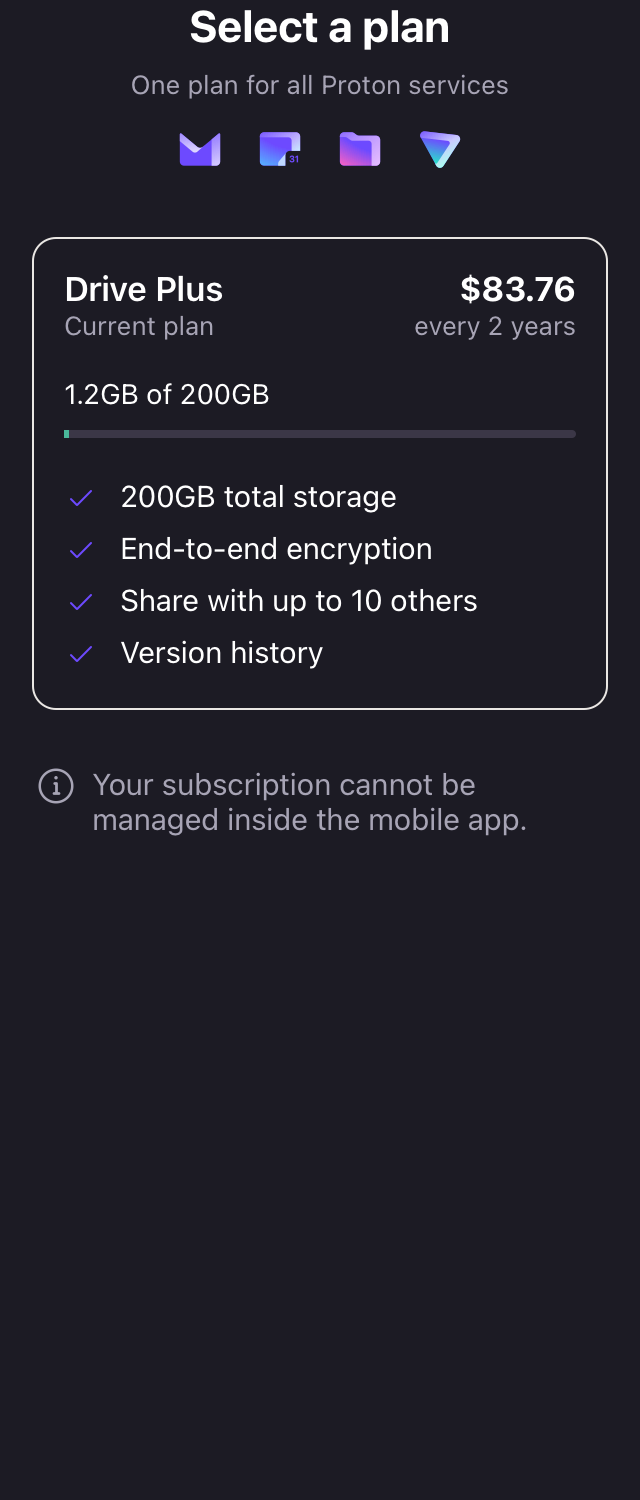 Select a plan
One plan for all Proton services
31
Drive Plus
$83.76
Current plan
every 2 years
1.2GB of 200GB
200GB total storage
End-to-end encryption
Share with up to 10 others
Version history
Your subscription cannot be
managed inside the mobile app.